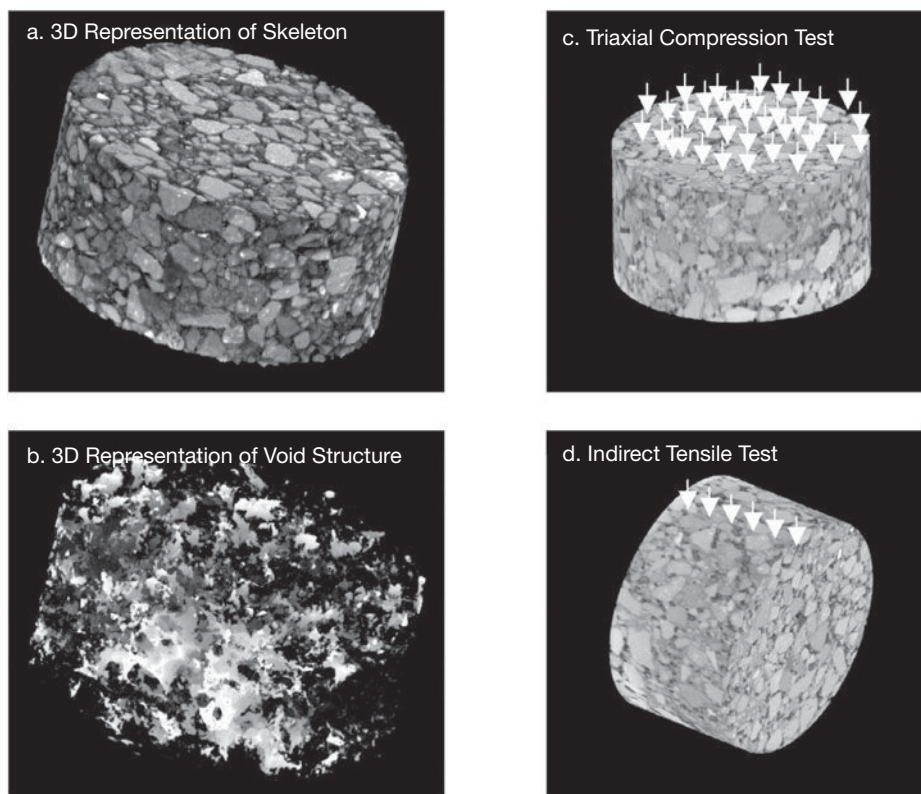 a. 3D Representation of Skeleton
c. Triaxial Compression Test
b. 3D Representation of Void Structure
d. Indirect Tensile Test